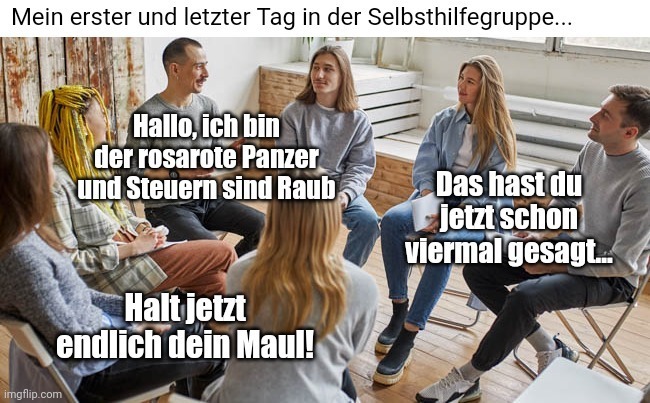 Mein erster und letzter Tag in der Selbsthilfegruppe...
Hallo, ich bin
der rosarote Panzer
und Steuern sind Raub
Das hast du
jetzt schon
viermal gesagt...
Halt jetzt
endlich dein Maul!
imgflip.com